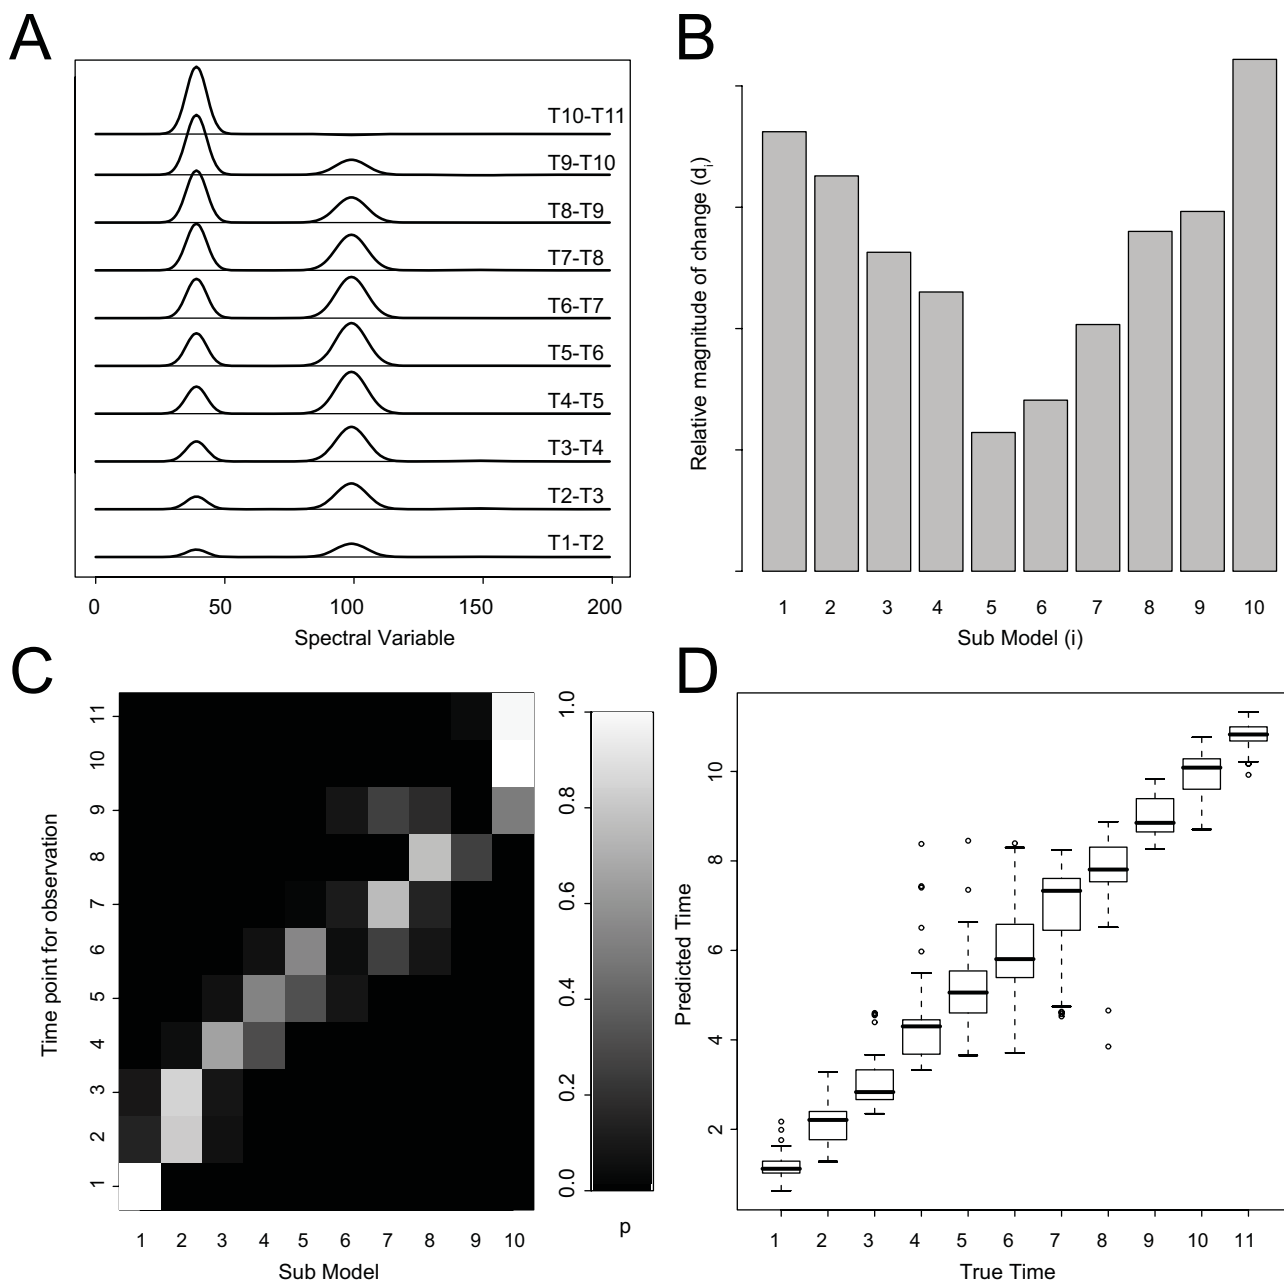 A
T10-T11
T9-T10
T8-T9
T7-T8
T6-T7
T5-T6
T4-T5
T3-T4
T2-T3
T1-T2
0 50 100 150 200
Spectral Variable
B
Relative magnitude of change (di)
1 2 3 4 5 6 7 8 9 10
Sub Model (i)
C
Time point for observation
11
10
9
8
7
6
5
4
3
2
1
1 2 3 4 5 6 7 8 9 10
Sub Model
1.0
0.8
0.6
0.4
0.2
0.0
p
D
Predicted Time
10
8
6
4
2
1 2 3 4 5 6 7 8 9 10 11
True Time